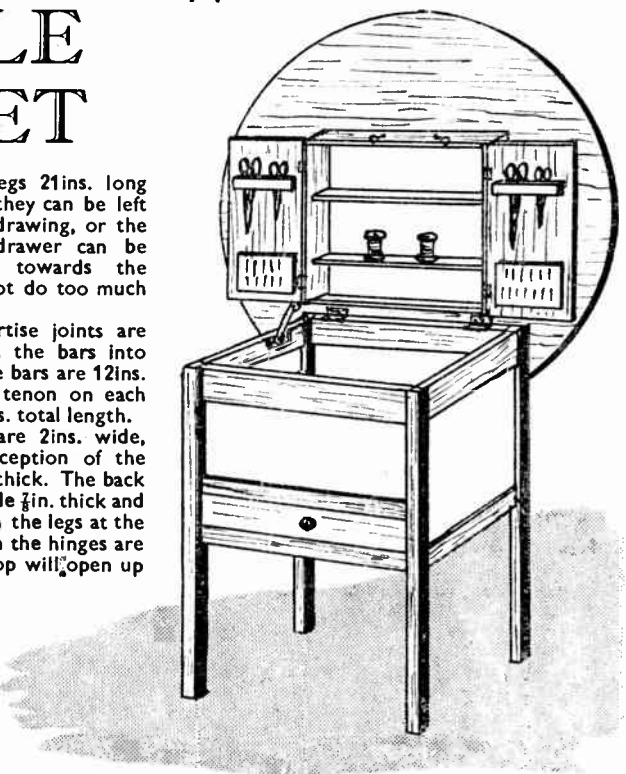 LE
ET
egs 21ins. long
they can be left
drawing, or the
drawer can be
towards the
ot do too much
rtise joints are
the bars into
e bars are 12ins.
tenon on each
s. total length.
are 2ins. wide,
ception of the
thick. The back
le ⅞in. thick and
the legs at the
n the hinges are
op will open up